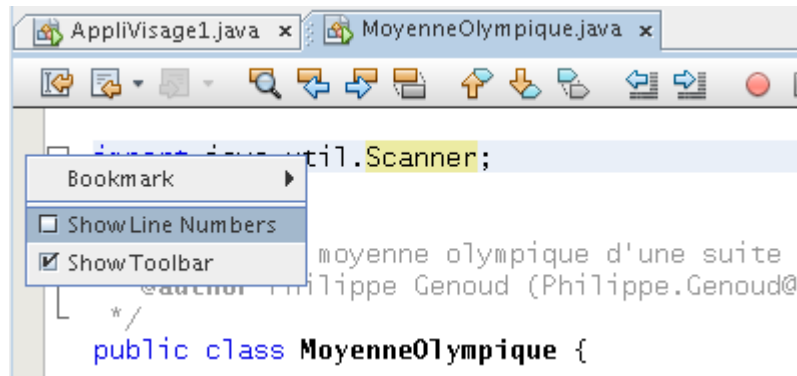 AppliVisage1.java × MoyenneOlympique.java ×
import java.util.Scanner;
Bookmark
Show Line Numbers
Show Toolbar
moyenne olympique d'une suite
@author Philippe Genoud (Philippe.Genoud@
*/
public class MoyenneOlympique {